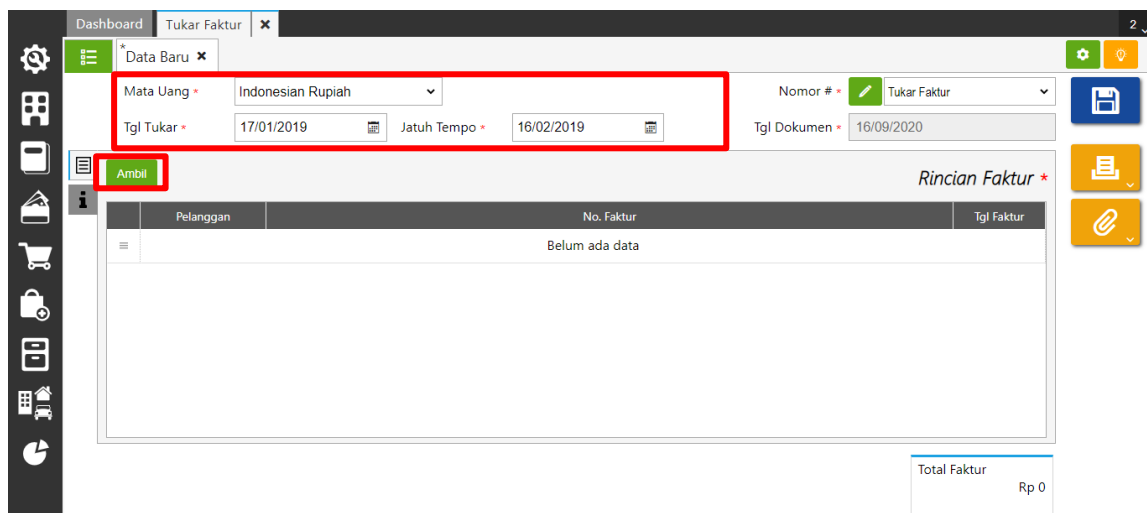 Dashboard Tukar Faktur ×
2
*Data Baru ×
Mata Uang * Indonesian Rupiah Nomor # * Tukar Faktur
Tgl Tukar * 17/01/2019 Jatuh Tempo * 16/02/2019 Tgl Dokumen * 16/09/2020
Ambil Rincian Faktur *
Pelanggan No. Faktur Tgl Faktur
Belum ada data
Total Faktur
Rp 0